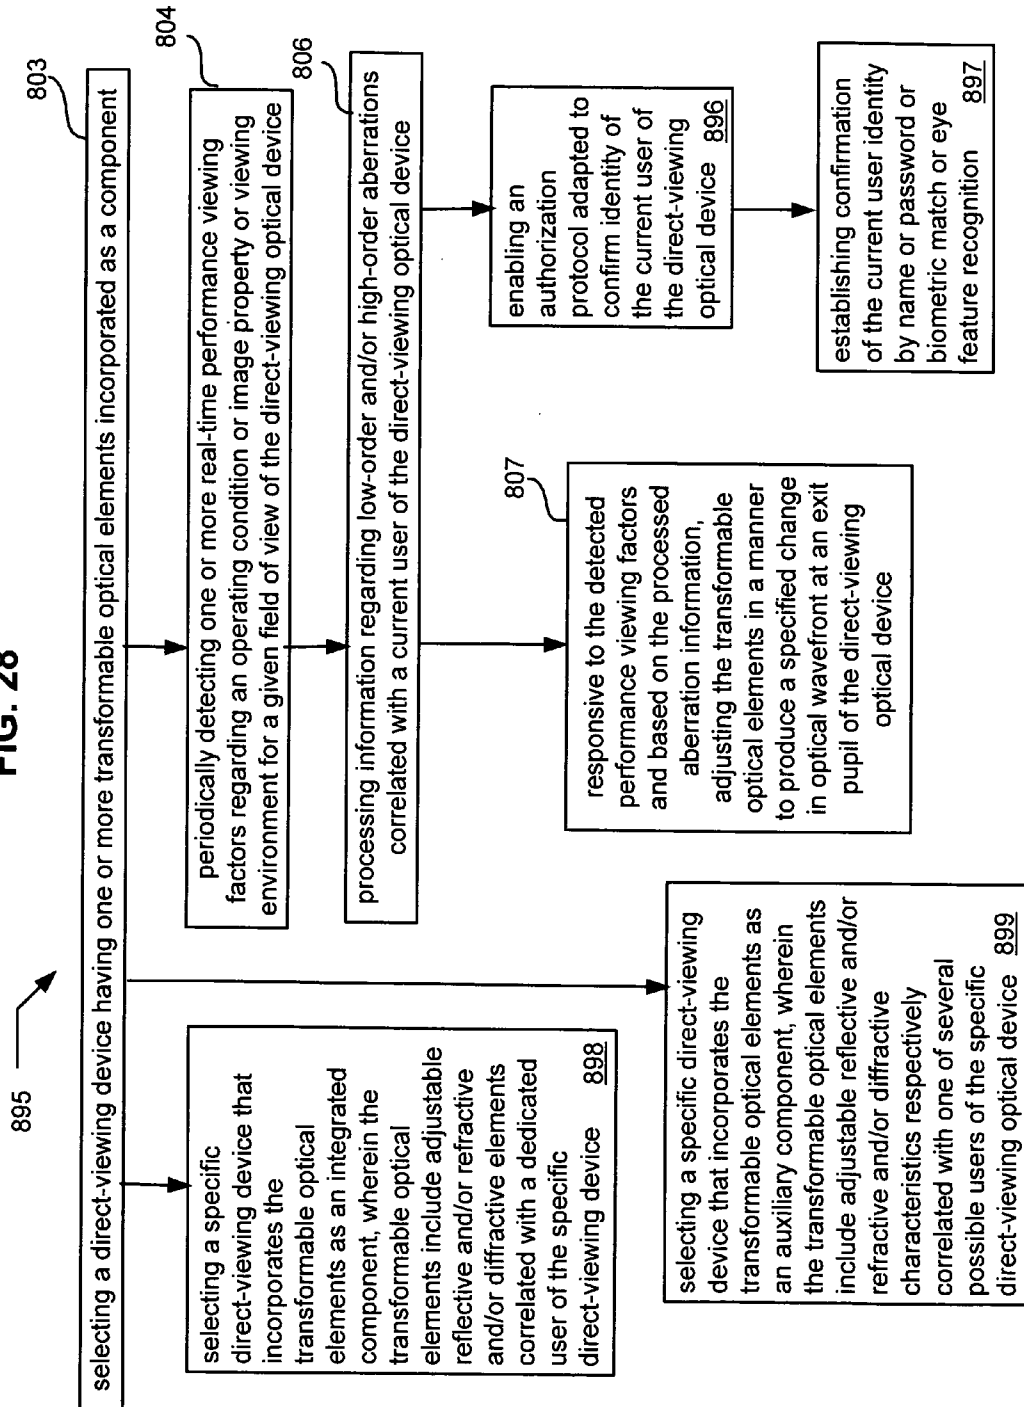 FIG. 28
895
803
selecting a direct-viewing device having one or more transformable optical elements incorporated as a component
804
periodically detecting one or more real-time performance viewing
factors regarding an operating condition or image property or viewing
environment for a given field of view of the direct-viewing optical device
806
processing information regarding low-order and/or high-order aberrations
correlated with a current user of the direct-viewing optical device
selecting a specific
direct-viewing device that
incorporates the
transformable optical
elements as an integrated
component, wherein the
transformable optical
elements include adjustable
reflective and/or refractive
and/or diffractive elements
correlated with a dedicated
user of the specific
direct-viewing device 898
807
responsive to the detected
performance viewing factors
and based on the processed
aberration information,
adjusting the transformable
optical elements in a manner
to produce a specified change
in optical wavefront at an exit
pupil of the direct-viewing
optical device
enabling an
authorization
protocol adapted to
confirm identity of
the current user of
the direct-viewing
optical device 896
selecting a specific direct-viewing
device that incorporates the
transformable optical elements as
an auxiliary component, wherein
the transformable optical elements
include adjustable reflective and/or
refractive and/or diffractive
characteristics respectively
correlated with one of several
possible users of the specific
direct-viewing optical device 899
establishing confirmation
of the current user identity
by name or password or
biometric match or eye
feature recognition 897